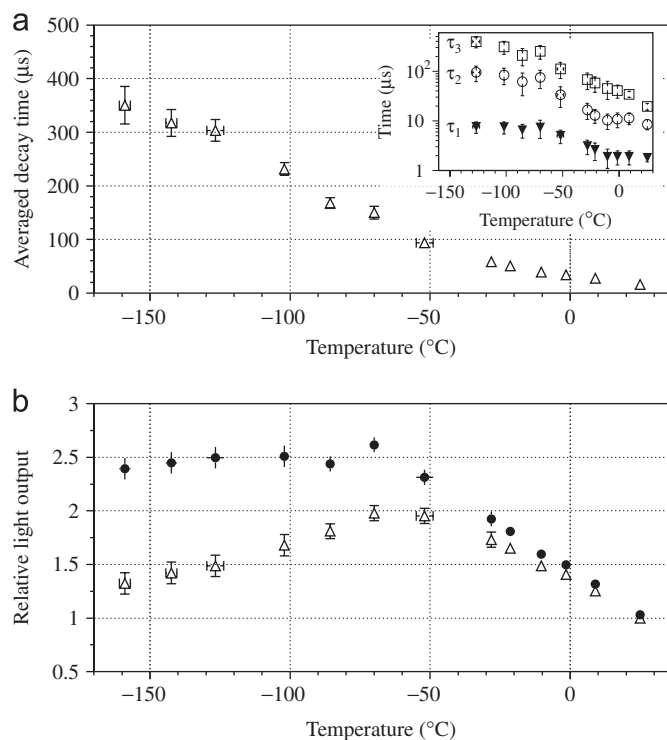 a
500
400
300
200
100
0
Averaged decay time (μs)
−150
−100
−50
0
Temperature (°C)
τ3
τ2
τ1
10²
10
1
Time (μs)
−150
−100
−50
0
Temperature (°C)
b
3
2.5
2
1.5
1
0.5
Relative light output
−150
−100
−50
0
Temperature (°C)